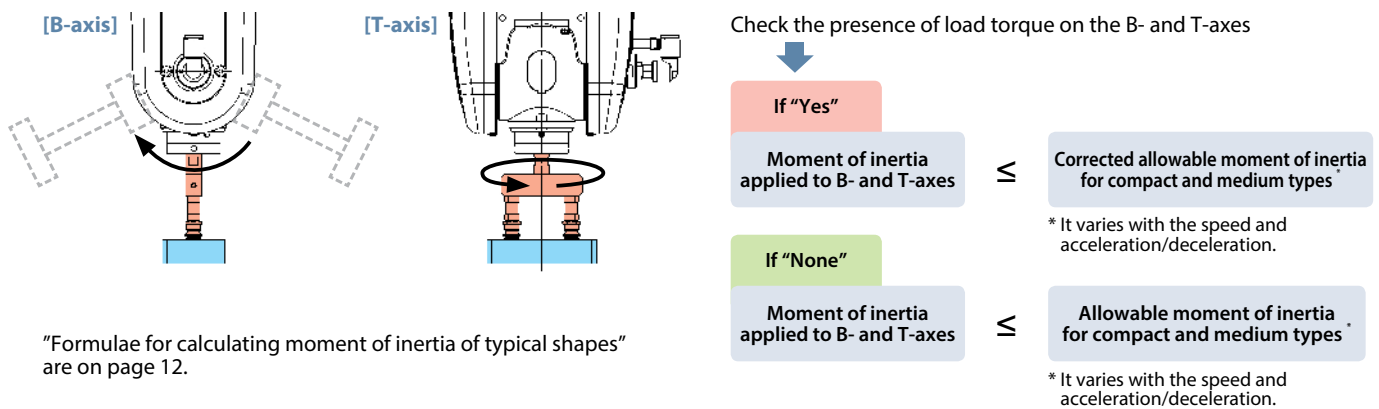 [B-axis]
[T-axis]
"Formulae for calculating moment of inertia of typical shapes"
are on page 12.
Check the presence of load torque on the B- and T-axes
If “Yes”
Moment of inertia
applied to B- and T-axes
≤
Corrected allowable moment of inertia
for compact and medium types *
* It varies with the speed and
acceleration/deceleration.
If “None”
Moment of inertia
applied to B- and T-axes
≤
Allowable moment of inertia
for compact and medium types *
* It varies with the speed and
acceleration/deceleration.